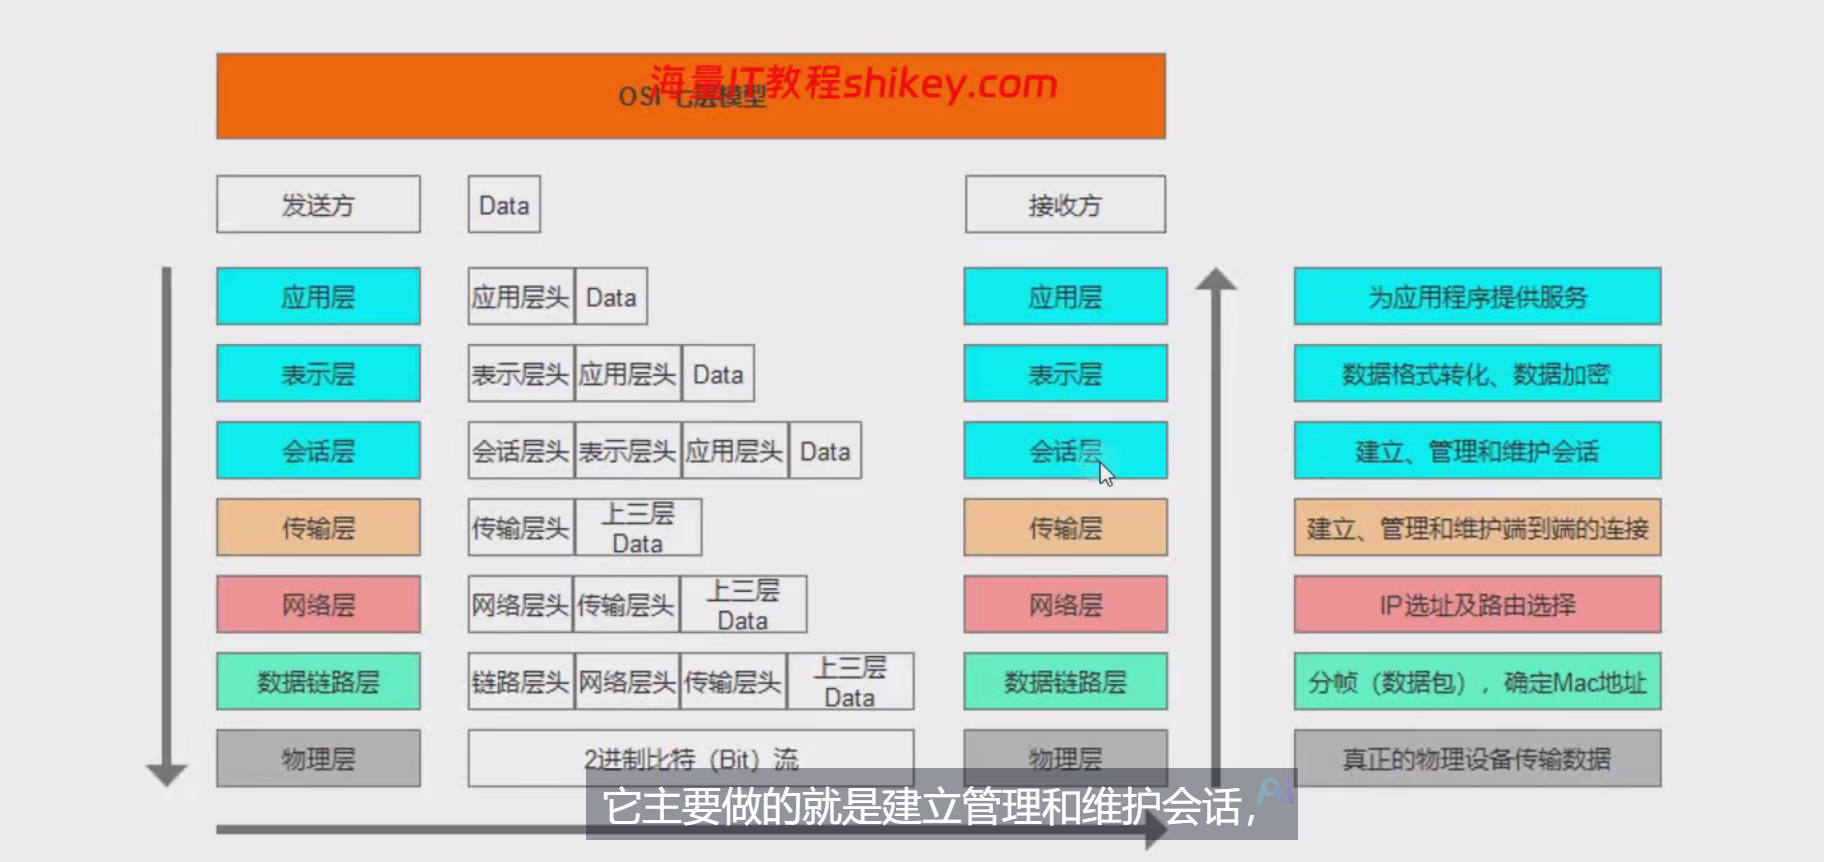 海量IT教程shikey.com
OSI 七层模型
发送方 Data 接收方
应用层 应用层头 Data 应用层 为应用程序提供服务
表示层 表示层头 应用层头 Data 表示层 数据格式转化、数据加密
会话层 会话层头 表示层头 应用层头 Data 会话层 建立、管理和维护会话
传输层 传输层头 上三层 Data 传输层 建立、管理和维护端到端的连接
网络层 网络层头 传输层头 上三层 Data 网络层 IP选址及路由选择
数据链路层 链路层头 网络层头 传输层头 上三层 Data 数据链路层 分帧（数据包），确定Mac地址
物理层 2进制比特（Bit）流 物理层 真正的物理设备传输数据
它主要做的就是建立管理和维护会话，